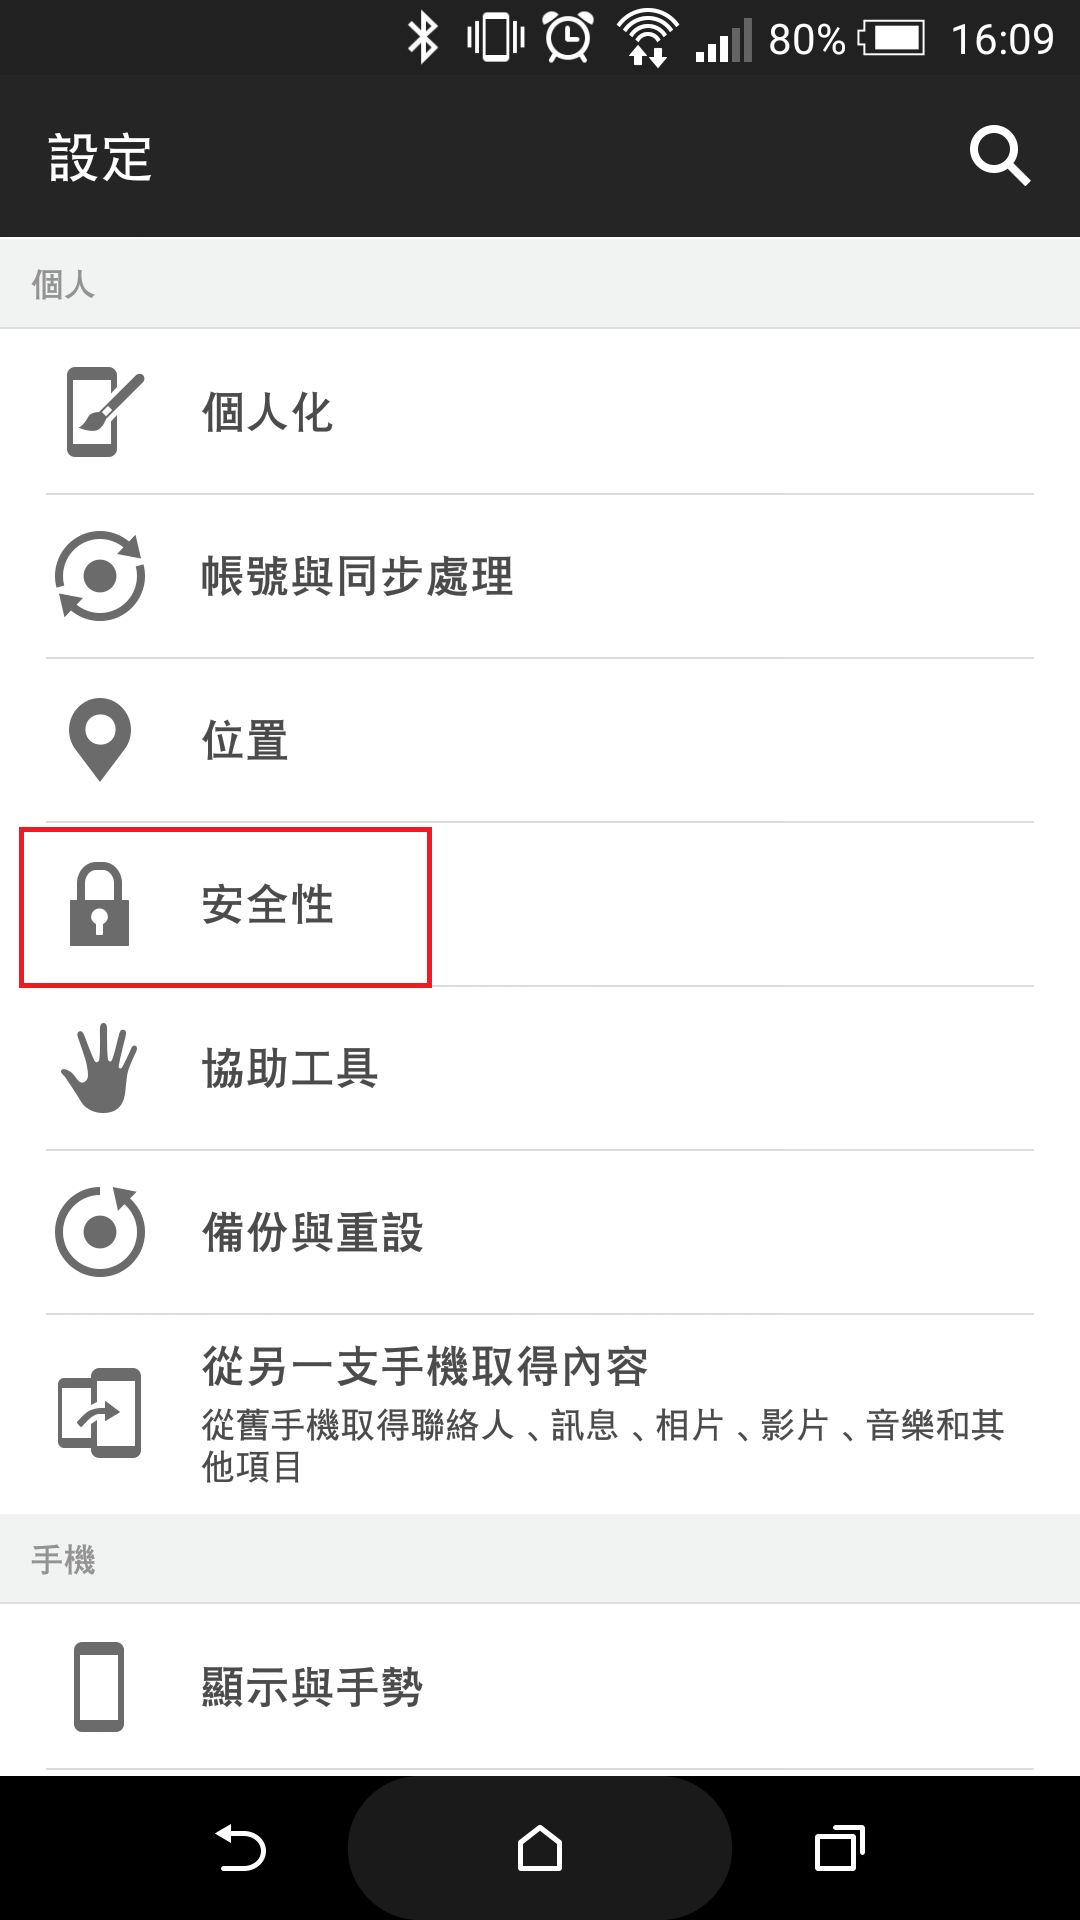 80% 16:09
設定
個人
個人化
帳號與同步處理
位置
安全性
協助工具
備份與重設
從另一支手機取得內容
從舊手機取得聯絡人、訊息、相片、影片、音樂和其
他項目
手機
顯示與手勢